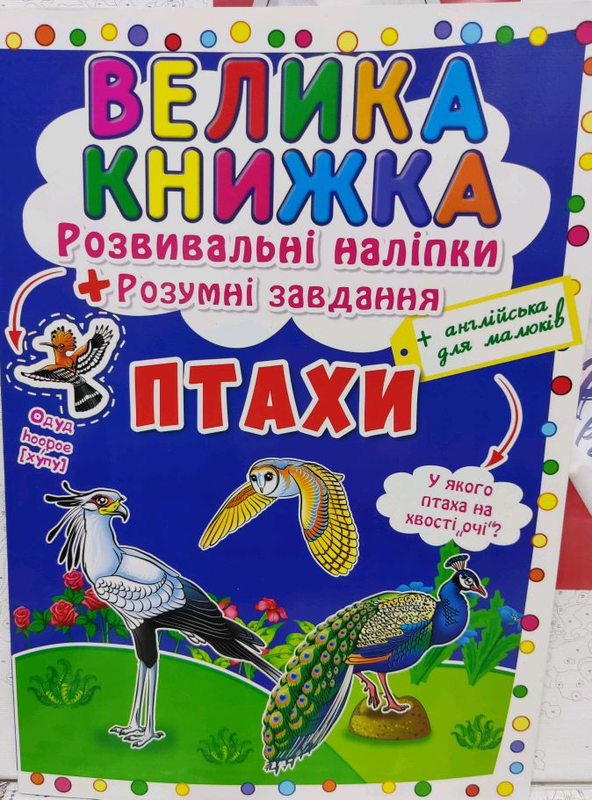 ВЕЛИКА
КНИЖКА
Розвивальні наліпки
+ Розумні завдання
+ англійська
для малюків
ПТАХИ
Одуд
hoopoe
[хупу]
У якого
птаха на
хвості „очі“?